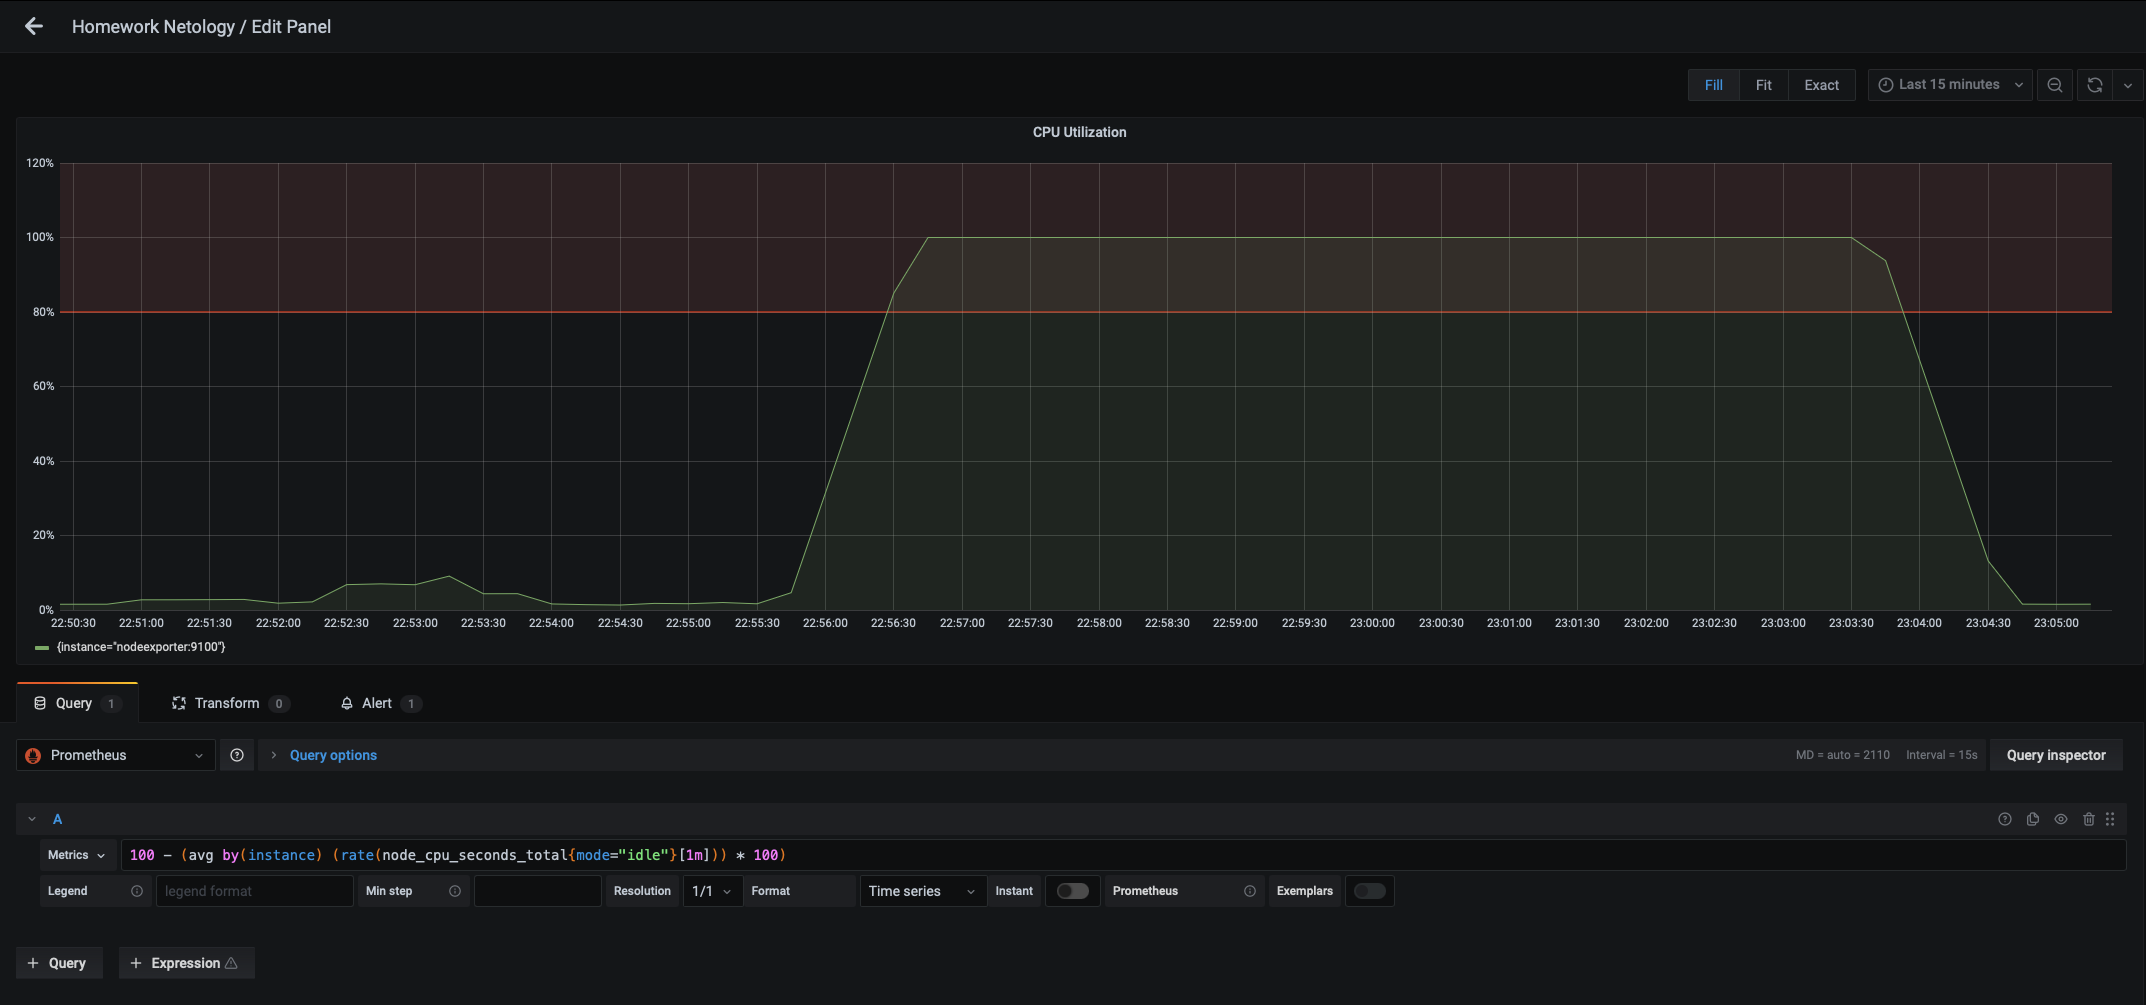 Homework Netology / Edit Panel
Fill Fit Exact Last 15 minutes
CPU Utilization
120%
100%
80%
60%
40%
20%
0%
22:50:30 22:51:00 22:51:30 22:52:00 22:52:30 22:53:00 22:53:30 22:54:00 22:54:30 22:55:00 22:55:30 22:56:00 22:56:30 22:57:00 22:57:30 22:58:00 22:58:30 22:59:00 22:59:30 23:00:00 23:00:30 23:01:00 23:01:30 23:02:00 23:02:30 23:03:00 23:03:30 23:04:00 23:04:30 23:05:00
{instance="nodeexporter:9100"}
Query 1 Transform 0 Alert 1
Prometheus Query options MD = auto = 2110 Interval = 15s Query inspector
A
Metrics 100 - (avg by(instance) (rate(node_cpu_seconds_total{mode="idle"}[1m])) * 100)
Legend legend format Min step Resolution 1/1 Format Time series Instant Prometheus Exemplars
+ Query + Expression